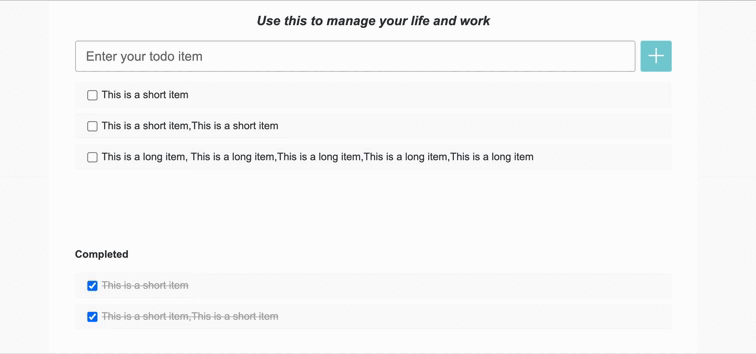 Use this to manage your life and work
Enter your todo item
This is a short item
This is a short item,This is a short item
This is a long item, This is a long item,This is a long item,This is a long item,This is a long item
Completed
This is a short item
This is a short item,This is a short item